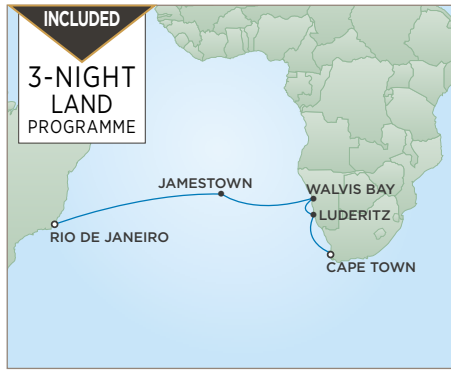 INCLUDED
3-NIGHT
LAND
PROGRAMME
JAMESTOWN
WALVIS BAY
LUDERITZ
RIO DE JANEIRO
CAPE TOWN